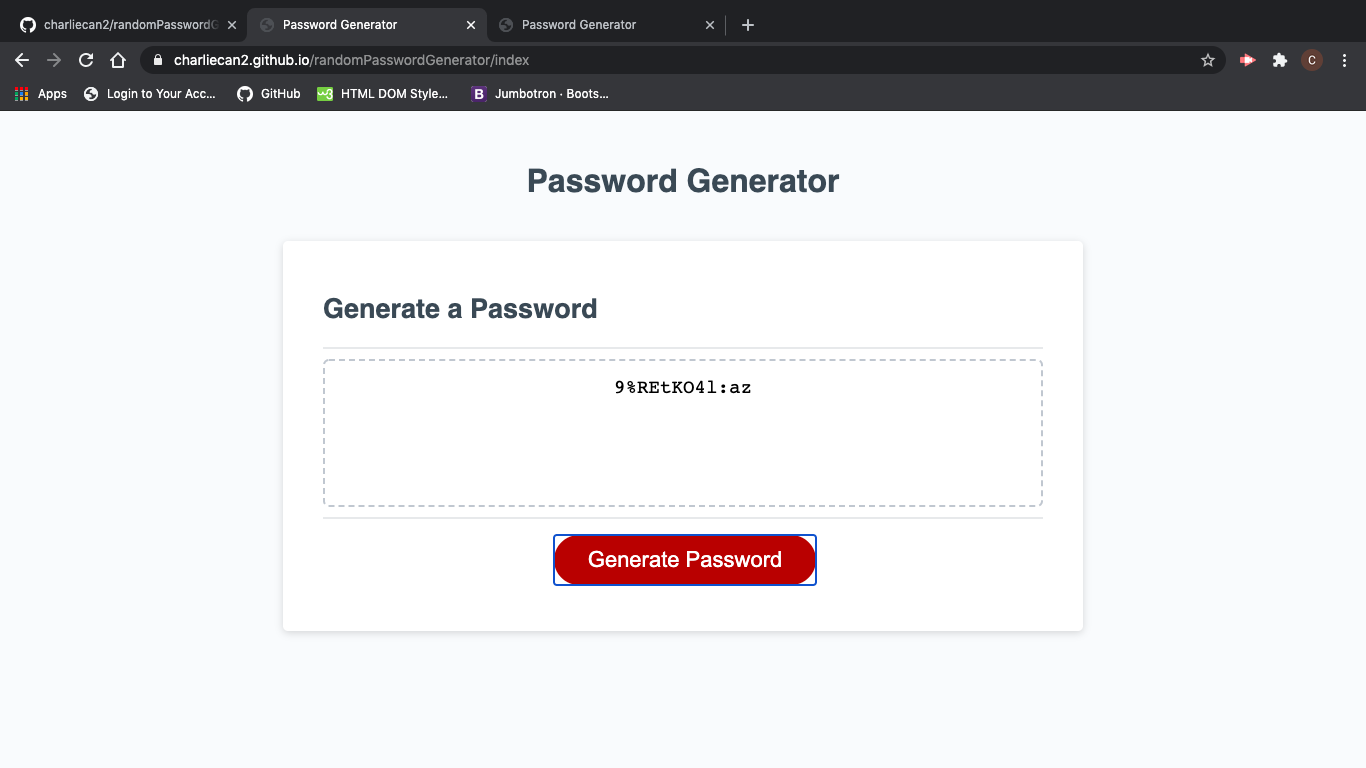 charliecan2/randomPasswordG
Password Generator
Password Generator
charliecan2.github.io/randomPasswordGenerator/index
C
Apps
Login to Your Acc...
GitHub
HTML DOM Style...
B
Jumbotron · Boots...
Password Generator
Generate a Password
9%REtKO4l:az
Generate Password